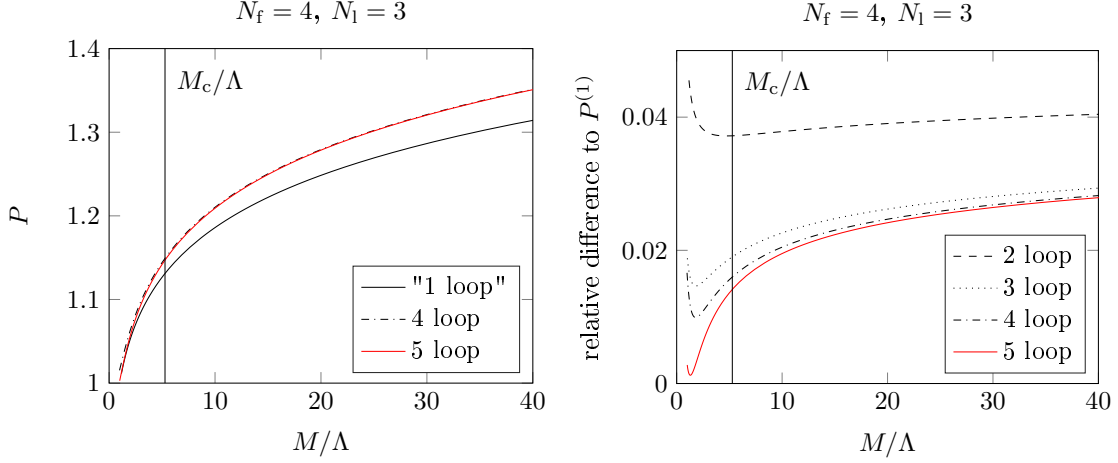 N_f = 4, N_l = 3
1.4
1.3
1.2
1.1
1
P
M_c/Λ
"1 loop"
4 loop
5 loop
0 10 20 30 40
M/Λ
N_f = 4, N_l = 3
0.04
0.02
0
relative difference to P^(1)
M_c/Λ
2 loop
3 loop
4 loop
5 loop
0 10 20 30 40
M/Λ